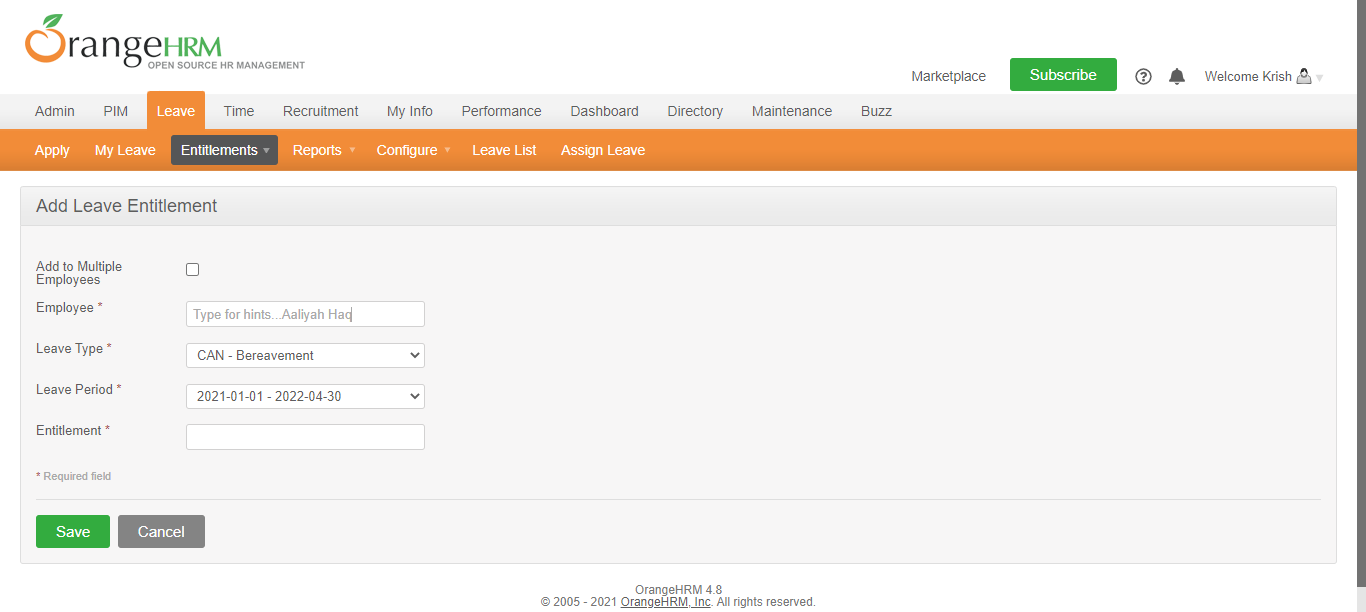 OrangeHRM
OPEN SOURCE HR MANAGEMENT
Marketplace Subscribe Welcome Krish
Admin PIM Leave Time Recruitment My Info Performance Dashboard Directory Maintenance Buzz
Apply My Leave Entitlements Reports Configure Leave List Assign Leave
Add Leave Entitlement
Add to Multiple
Employees
Employee * Type for hints...Aaliyah Haq
Leave Type * CAN - Bereavement
Leave Period * 2021-01-01 - 2022-04-30
Entitlement *
* Required field
Save Cancel
OrangeHRM 4.8
© 2005 - 2021 OrangeHRM, Inc. All rights reserved.